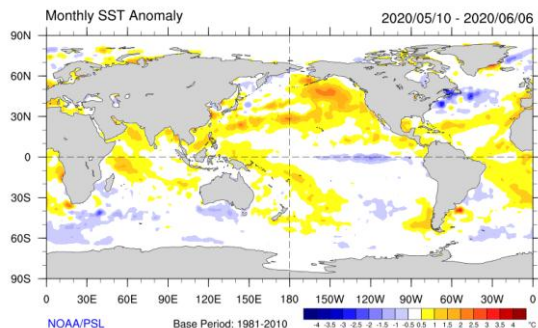 Monthly SST Anomaly 2020/05/10 - 2020/06/06
90N
60N
30N
0
30S
60S
90S
0 30E 60E 90E 120E 150E 180 150W 120W 90W 60W 30W 0
NOAA/PSL Base Period: 1981-2010 -4 -3.5 -3 -2.5 -2 -1.5 -1 -0.5 0.5 1 1.5 2 2.5 3 3.5 4 °C